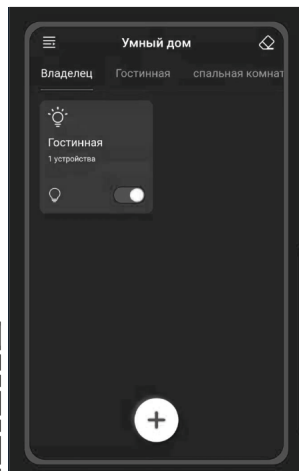 Умный дом
Владелец Гостинная спальная комнат
Гостинная
1 устройства